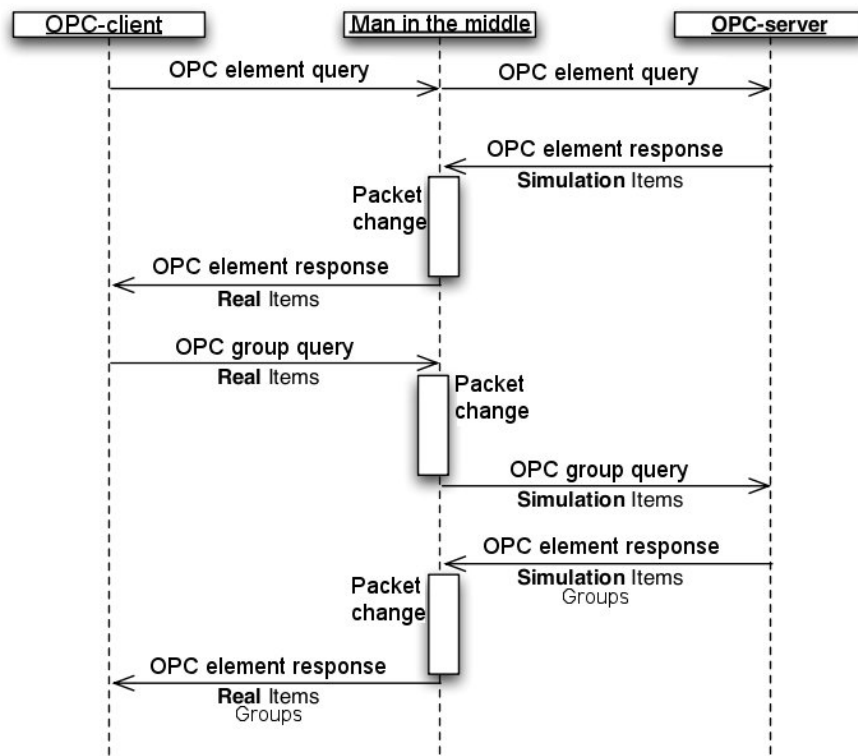 OPC-client
Man in the middle
OPC-server
OPC element query
OPC element query
OPC element response
Simulation Items
Packet
change
OPC element response
Real Items
OPC group query
Real Items
Packet
change
OPC group query
Simulation Items
OPC element response
Simulation Items
Groups
Packet
change
OPC element response
Real Items
Groups